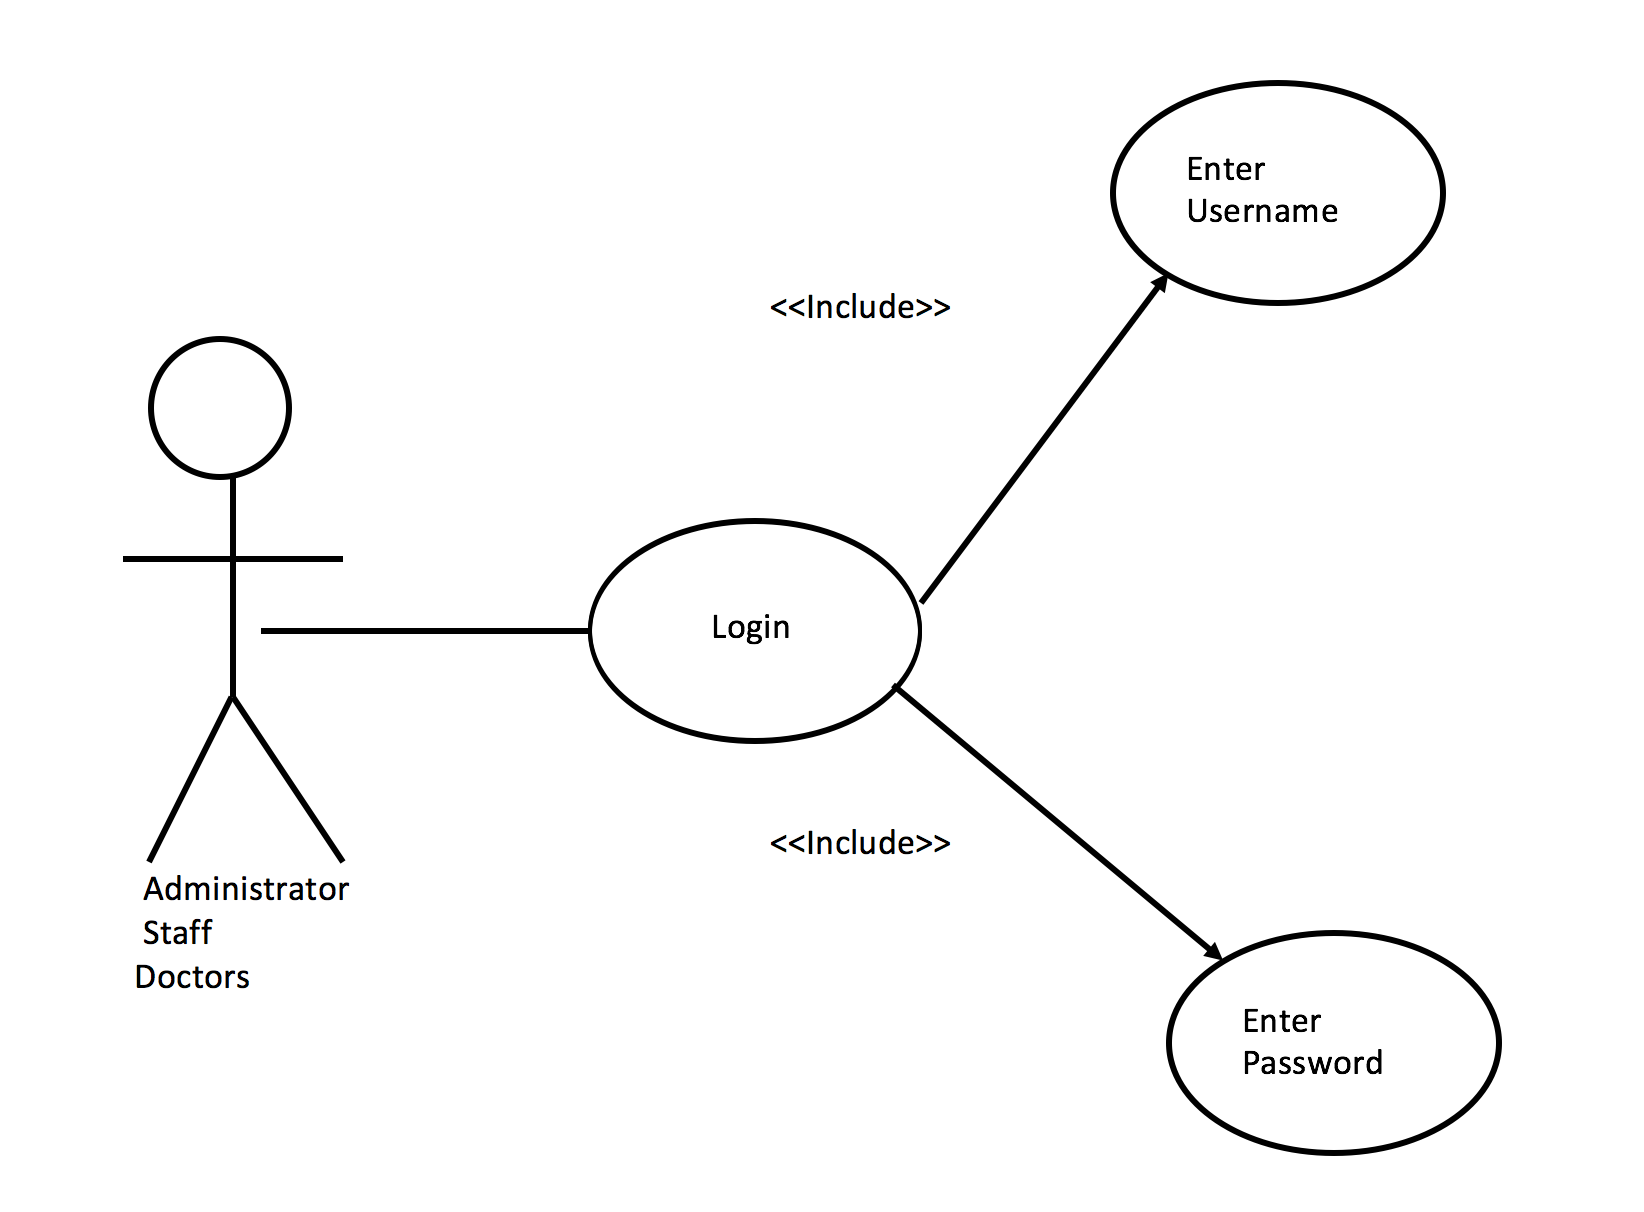 Enter
Username
<<Include>>
Login
<<Include>>
Administrator
Staff
Doctors
Enter
Password